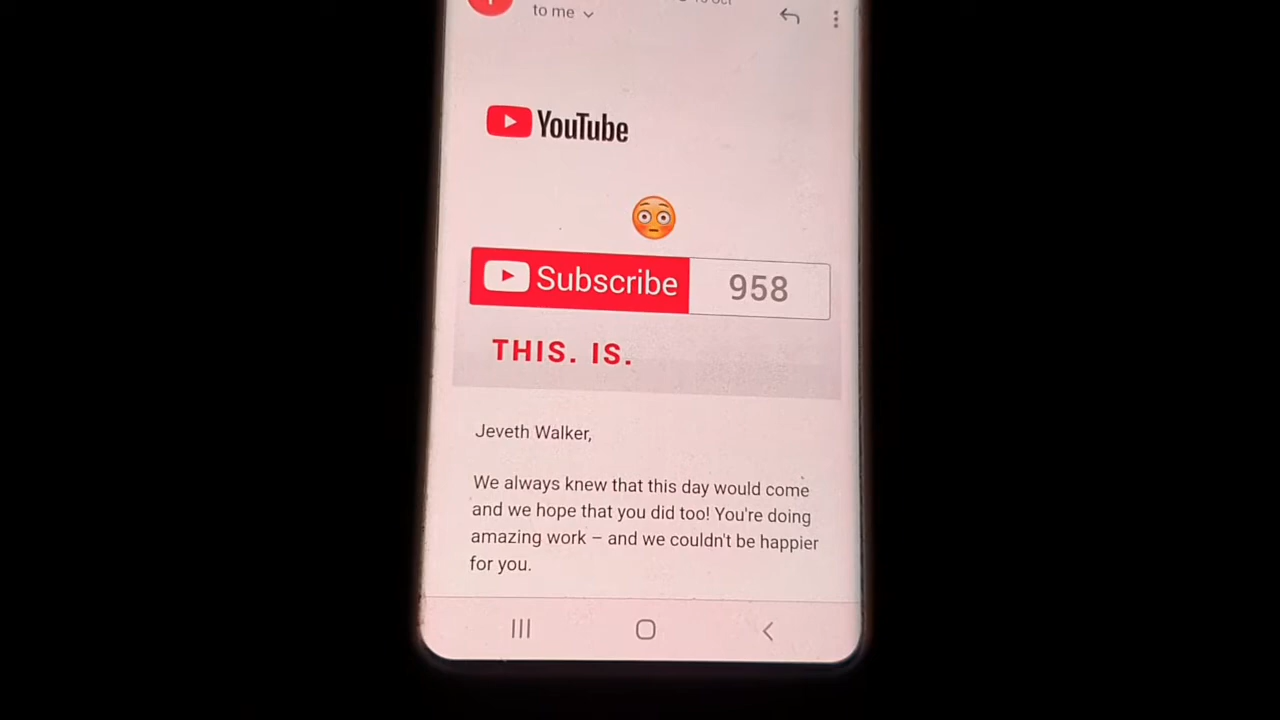 to me
YouTube
Subscribe 958
THIS. IS.
Jeveth Walker,
We always knew that this day would come
and we hope that you did too! You're doing
amazing work – and we couldn't be happier
for you.